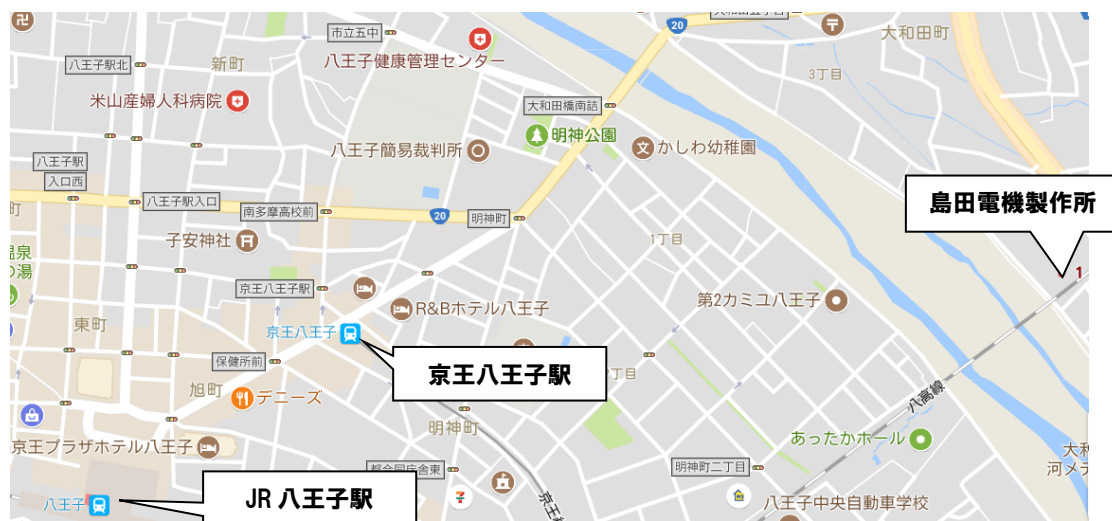 市立五中
20
大和田町
八王子健康管理センター
八王子駅北
新町
3丁目
米山産婦人科病院
大和田橋南詰
明神公園
八王子簡易裁判所
文 かしわ幼稚園
八王子駅
入口西
八王子駅入口
島田電機製作所
南多摩高校前
20
明神町
子安神社
1丁目
1
京王八王子駅
第2カミユ八王子
R&Bホテル八王子
東町
京王八王子
保健所前
京王八王子駅
旭町
デニーズ
八高線
明神町
京王プラザホテル八王子
あったかホール
明神町二丁目
JR 八王子駅
八王子
八王子中央自動車学校